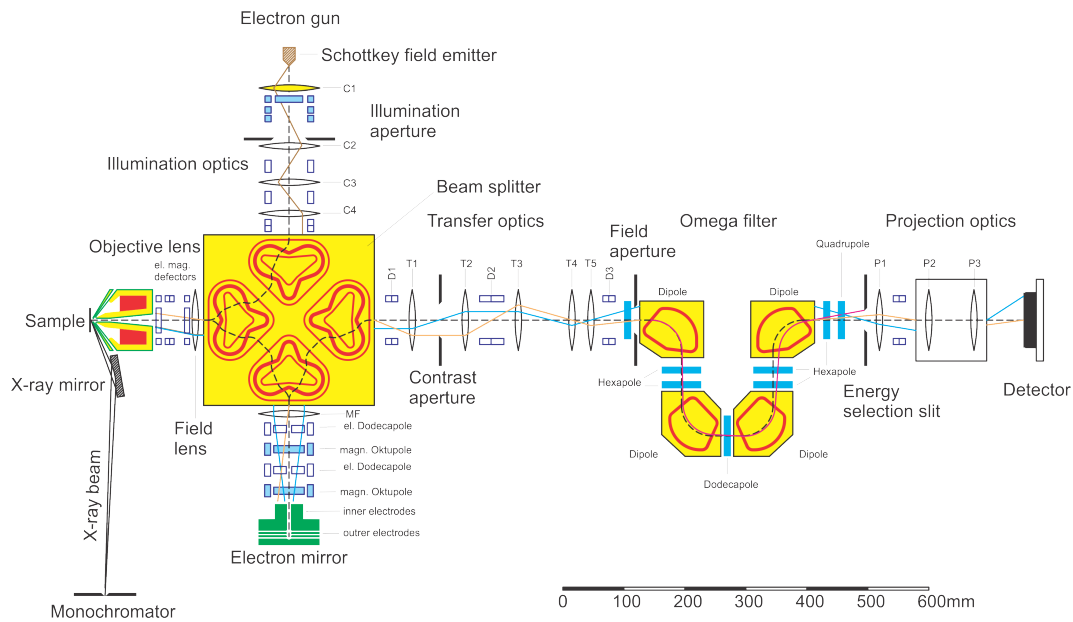 Electron gun
Schottkey field emitter
C1
Illumination
aperture
C2
Illumination optics
C3
C4
Beam splitter
Objective lens
el. mag.
defectors
Transfer optics
D1
T1
T2
D2
T3
T4
T5
D3
Field
aperture
Omega filter
Projection optics
Quadrupole
P1
P2
P3
Dipole
Dipole
Sample
X-ray mirror
Contrast
aperture
Hexapole
Hexapole
Energy
selection slit
Detector
Field
lens
MF
el. Dodecapole
magn. Oktupole
el. Dodecapole
magn. Oktupole
inner electrodes
outrer electrodes
Electron mirror
Dipole
Dipole
Dodecapole
X-ray beam
Monochromator
0
100
200
300
400
500
600mm